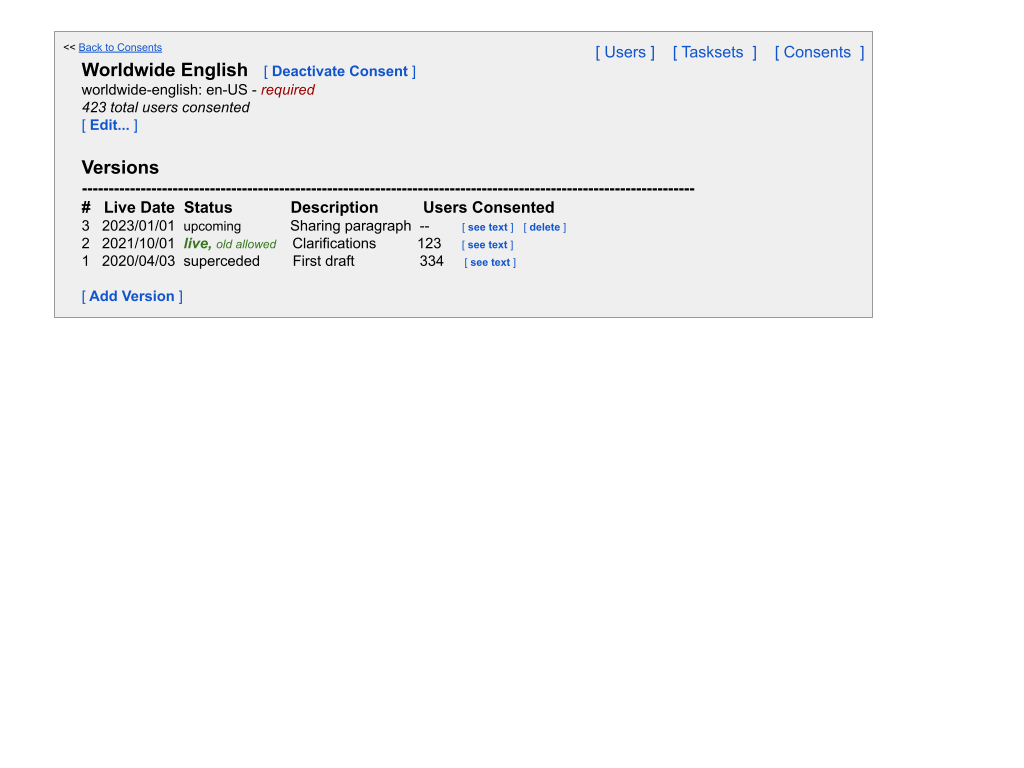 << Back to Consents
[ Users ] [ Tasksets ] [ Consents ]
Worldwide English [ Deactivate Consent ]
worldwide-english: en-US - required
423 total users consented
[ Edit... ]
Versions
-------------------------------------------------------------------------------------------------------------------
# Live Date Status Description Users Consented
3 2023/01/01 upcoming Sharing paragraph -- [ see text ] [ delete ]
2 2021/10/01 live, old allowed Clarifications 123 [ see text ]
1 2020/04/03 superceded First draft 334 [ see text ]
[ Add Version ]